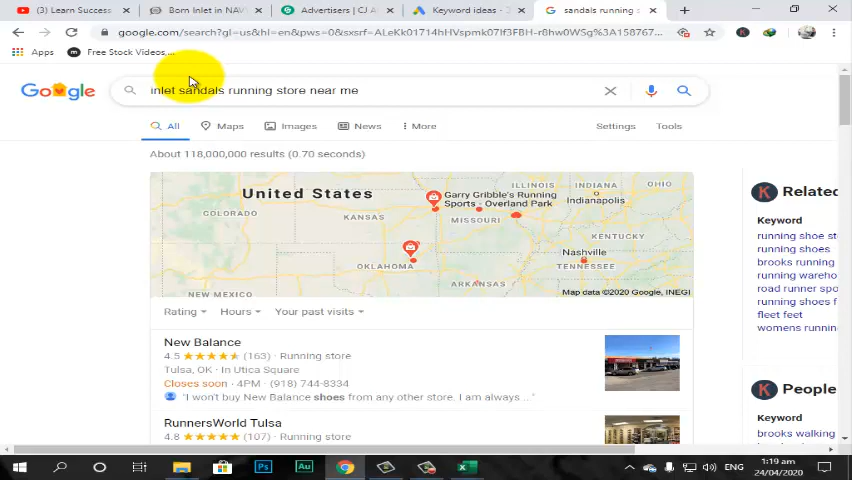 (3) Learn Success
Born Inlet in NAV
Advertisers | CJ A
Keyword ideas -
sandals running s
google.com/search?gl=us&hl=en&pws=0&sxsrf=ALeKk01714hHVspmk07lf3FBH-r8hw0WSg%3A158767...
Apps
Free Stock Videos,...
Google
inlet sandals running store near me
All
Maps
Images
News
More
Settings
Tools
About 118,000,000 results (0.70 seconds)
United States
ILLINOIS
INDIANA
OHIO
Garry Gribble's Running
Sports - Overland Park
Indianapolis
COLORADO
KANSAS
MISSOURI
KENTUCKY
Nashville
OKLAHOMA
TENNESSEE
ARKANSAS
NEW MEXICO
Map data ©2020 Google, INEGI
Rating
Hours
Your past visits
New Balance
4.5 ★★★★★ (163) · Running store
Tulsa, OK · In Utica Square
Closes soon · 4PM · (918) 744-8334
"I won't buy New Balance shoes from any other store. I am always ..."
RunnersWorld Tulsa
4.8 ★★★★★ (107) · Running store
K
Related
Keyword
running shoe st
running shoes
brooks running
running wareho
road runner spo
running shoes f
fleet feet
womens runnin
K
People
Keyword
brooks walking
Ps
Au
ENG
1:19 am
24/04/2020